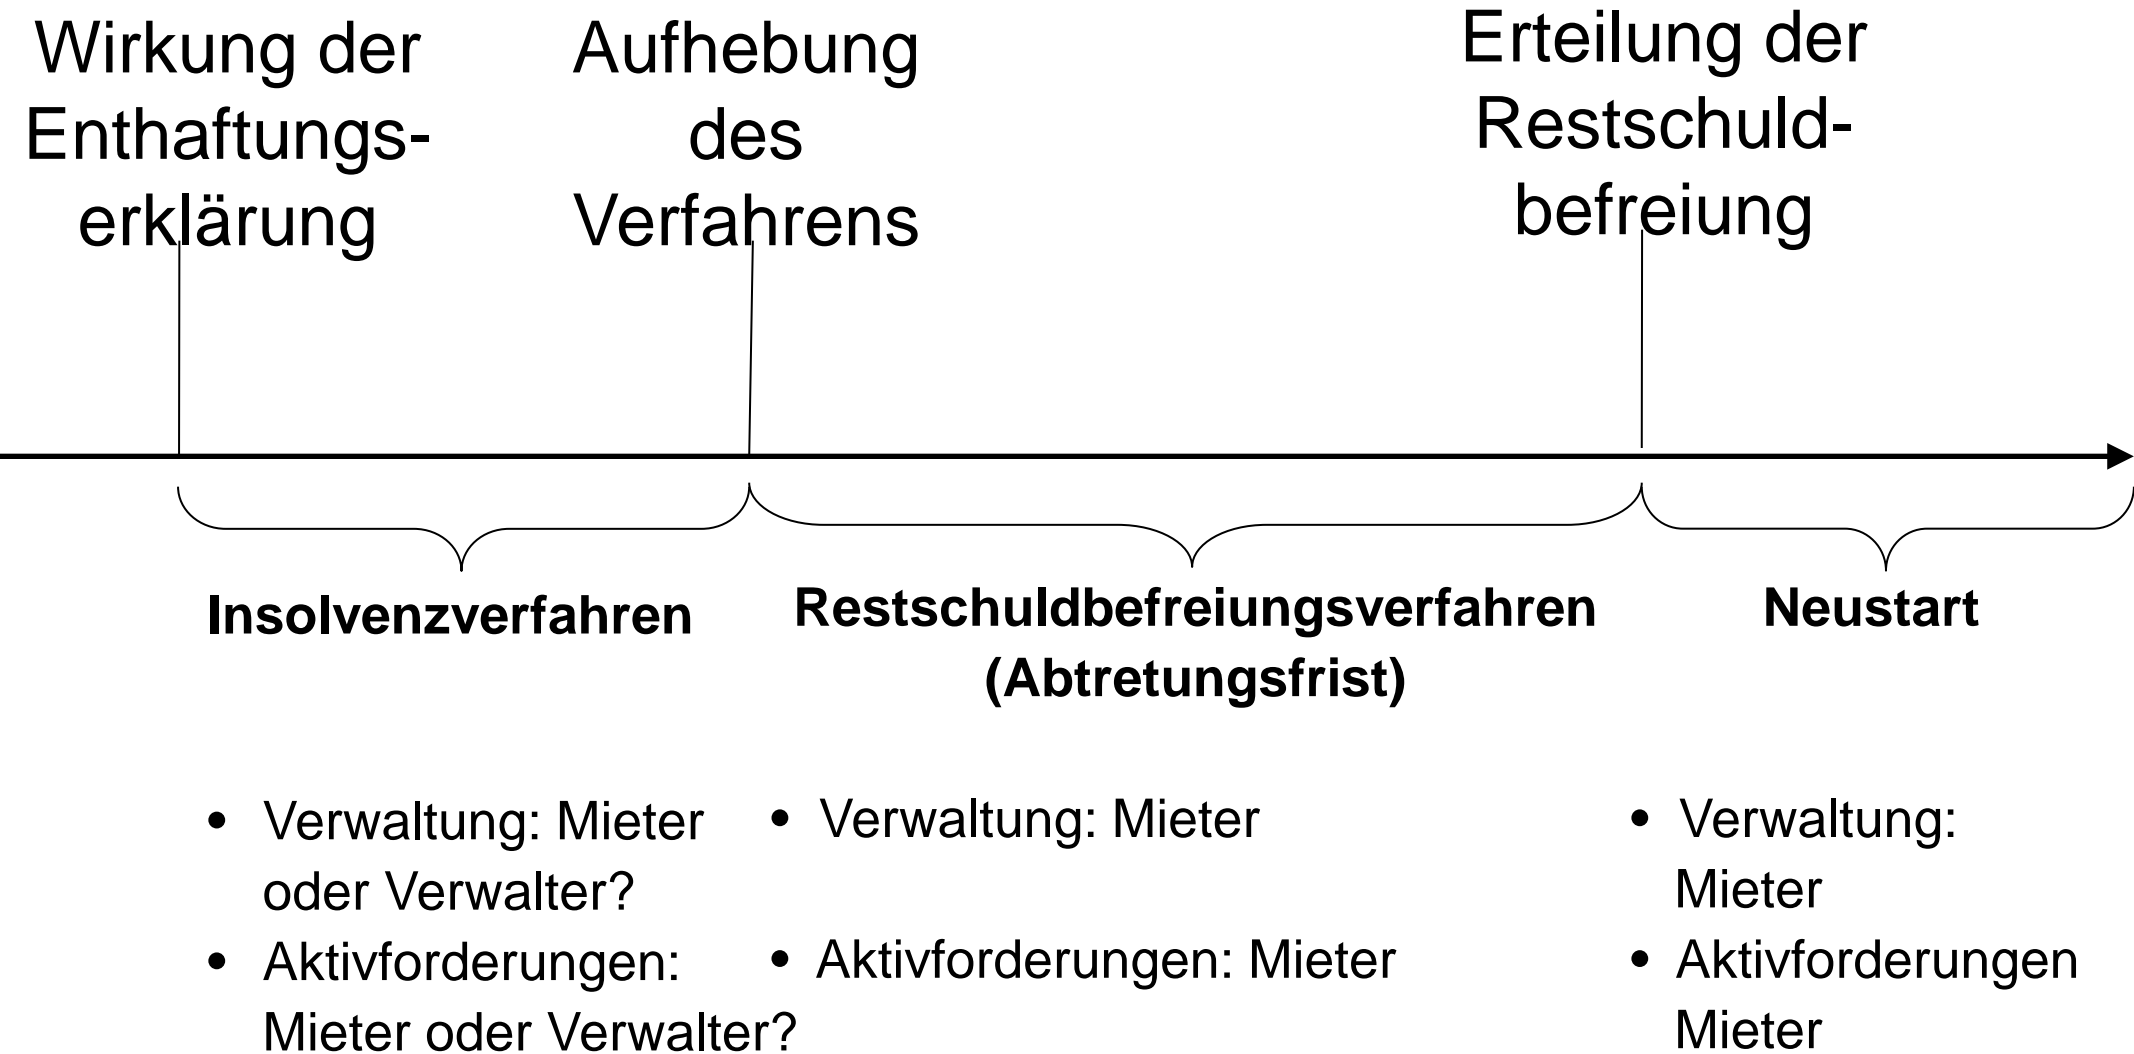 Wirkung der
Enthaftungs-
erklärung
Aufhebung
des
Verfahrens
Erteilung der
Restschuld-
befreiung
Insolvenzverfahren
Restschuldbefreiungsverfahren
(Abtretungsfrist)
Neustart
• Verwaltung: Mieter
oder Verwalter?
• Aktivforderungen:
Mieter oder Verwalter?
• Verwaltung: Mieter
• Aktivforderungen: Mieter
• Verwaltung:
Mieter
• Aktivforderungen
Mieter